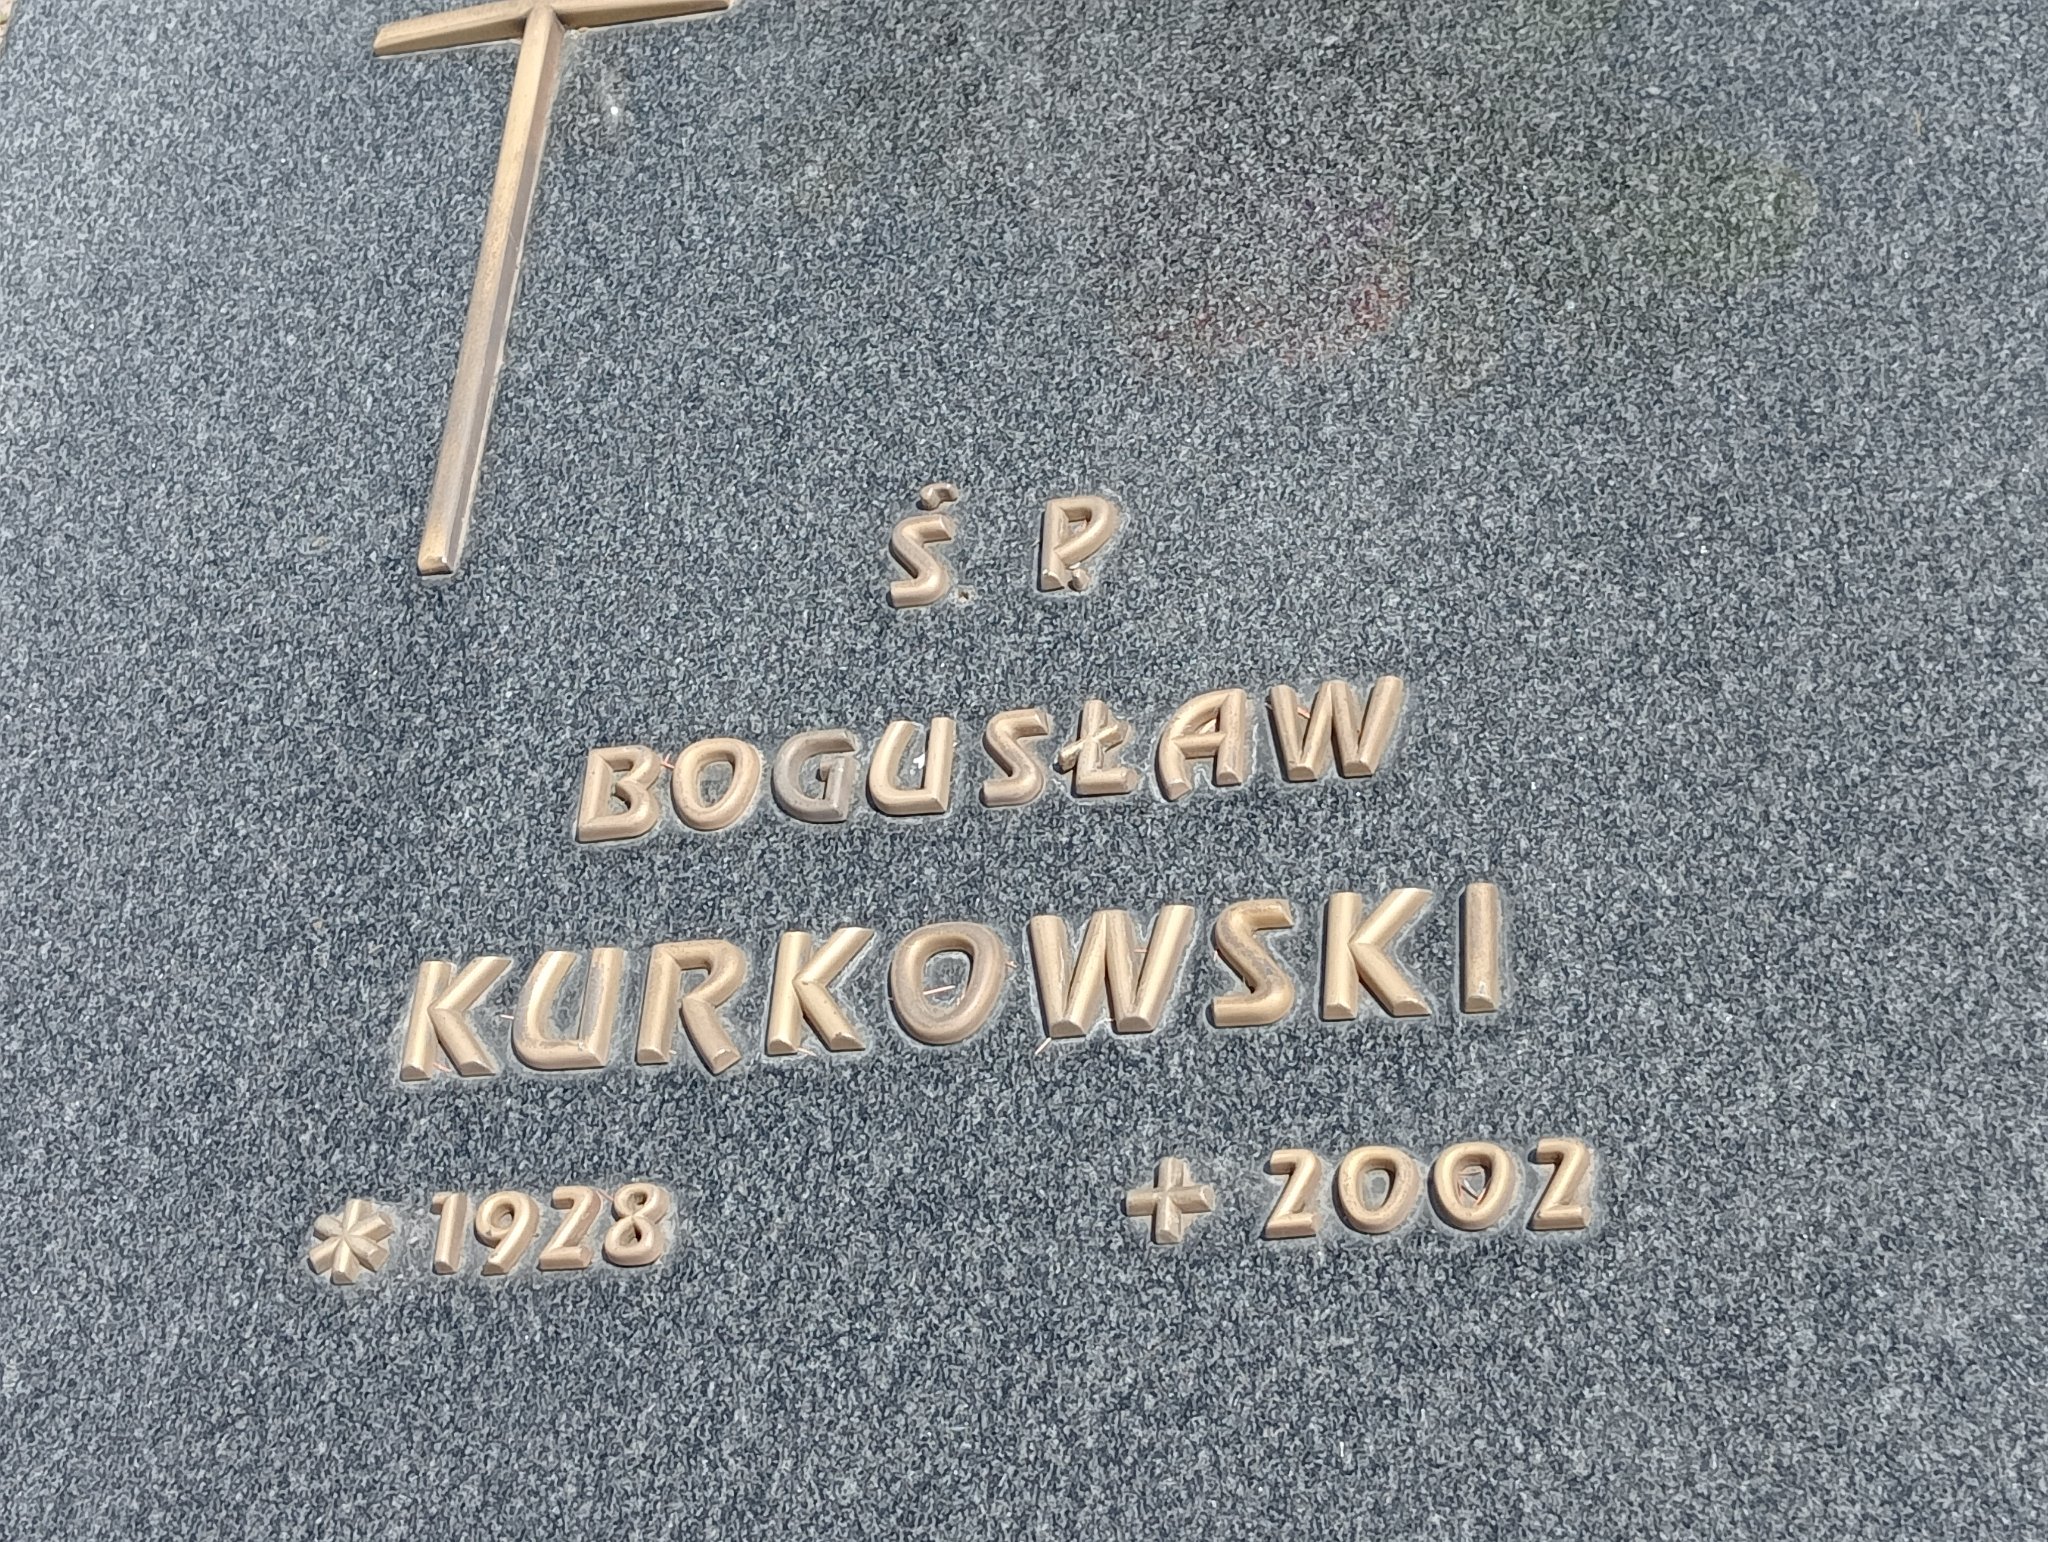 Ś. P.
BOGUSŁAW
KURKOWSKI
* 1928 + 2002